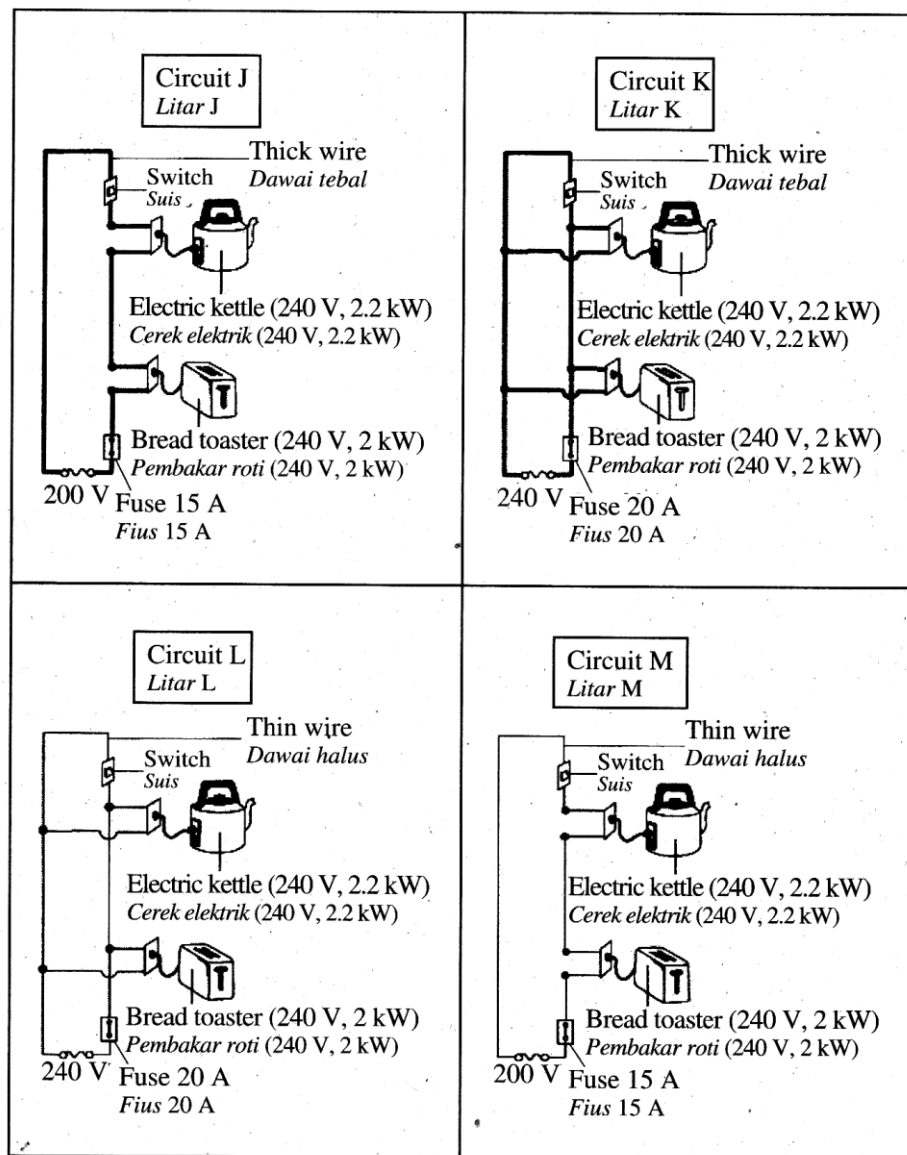 Circuit J
Litar J
Thick wire
Dawai tebal
Switch
Suis
Electric kettle (240 V, 2.2 kW)
Cerek elektrik (240 V, 2.2 kW)
Bread toaster (240 V, 2 kW)
Pembakar roti (240 V, 2 kW)
200 V
Fuse 15 A
Fius 15 A
Circuit K
Litar K
Thick wire
Dawai tebal
Switch
Suis
Electric kettle (240 V, 2.2 kW)
Cerek elektrik (240 V, 2.2 kW)
Bread toaster (240 V, 2 kW)
Pembakar roti (240 V, 2 kW)
240 V
Fuse 20 A
Fius 20 A
Circuit L
Litar L
Thin wire
Dawai halus
Switch
Suis
Electric kettle (240 V, 2.2 kW)
Cerek elektrik (240 V, 2.2 kW)
Bread toaster (240 V, 2 kW)
Pembakar roti (240 V, 2 kW)
240 V
Fuse 20 A
Fius 20 A
Circuit M
Litar M
Thin wire
Dawai halus
Switch
Suis
Electric kettle (240 V, 2.2 kW)
Cerek elektrik (240 V, 2.2 kW)
Bread toaster (240 V, 2 kW)
Pembakar roti (240 V, 2 kW)
200 V
Fuse 15 A
Fius 15 A